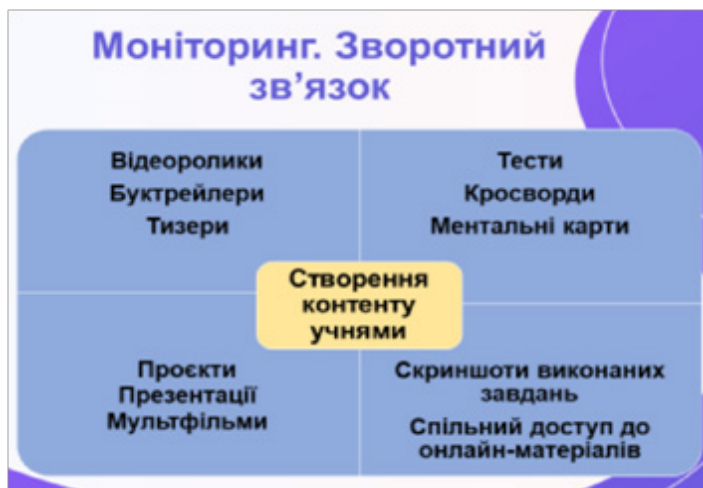 Моніторинг. Зворотний
зв’язок
Відеоролики
Буктрейлери
Тизери
Тести
Кросворди
Ментальні карти
Створення
контенту
учнями
Проєкти
Презентації
Мультфільми
Скриншоти виконаних
завдань
Спільний доступ до
онлайн-матеріалів